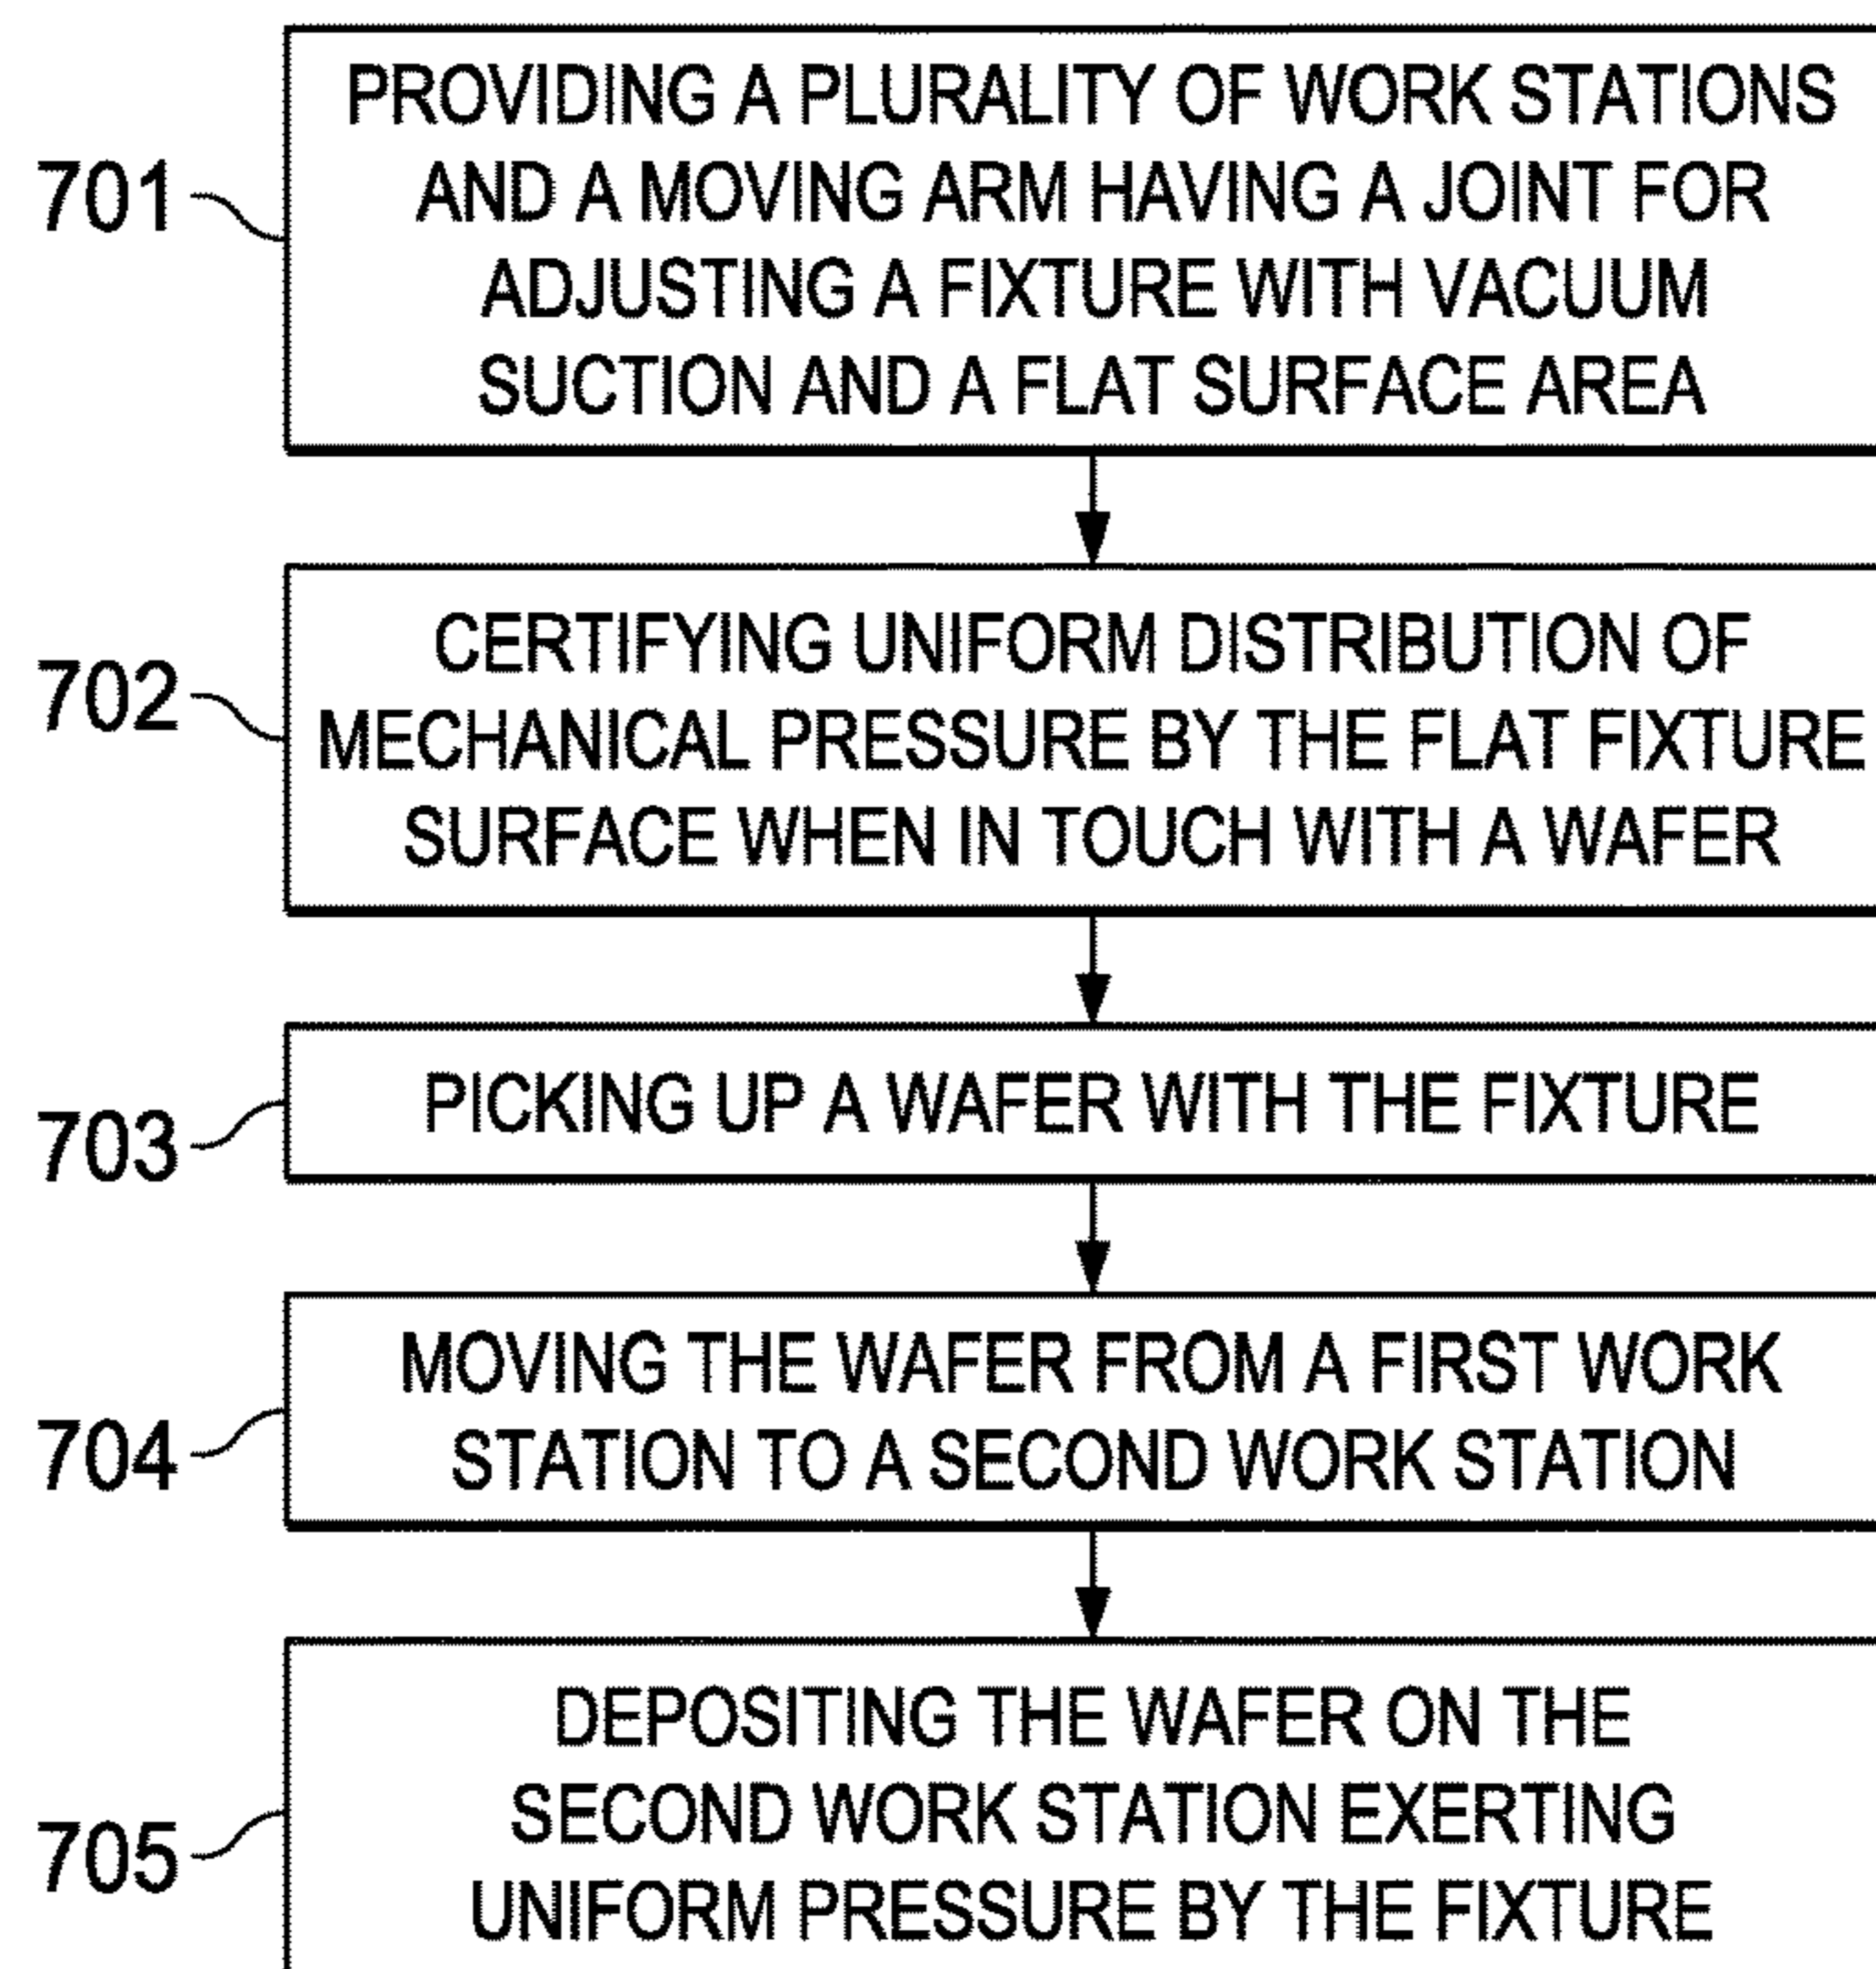 PROVIDING A PLURALITY OF WORK STATIONS
701 AND A MOVING ARM HAVING A JOINT FOR
ADJUSTING A FIXTURE WITH VACUUM
SUCTION AND A FLAT SURFACE AREA
CERTIFYING UNIFORM DISTRIBUTION OF
702 MECHANICAL PRESSURE BY THE FLAT FIXTURE
SURFACE WHEN IN TOUCH WITH A WAFER
703 PICKING UP A WAFER WITH THE FIXTURE
MOVING THE WAFER FROM A FIRST WORK
704 STATION TO A SECOND WORK STATION
DEPOSITING THE WAFER ON THE
SECOND WORK STATION EXERTING
705 UNIFORM PRESSURE BY THE FIXTURE